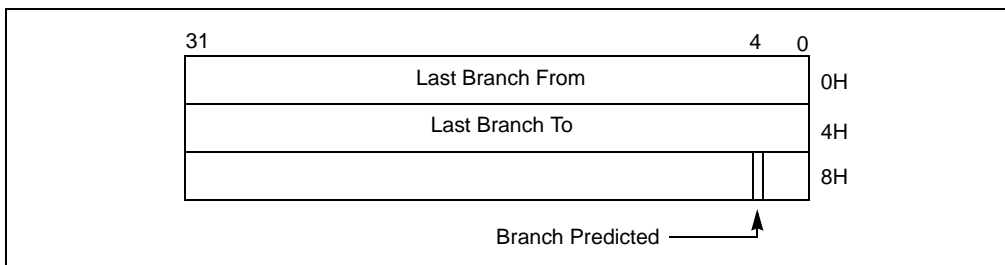 31 4 0
Last Branch From 0H
Last Branch To 4H
8H
Branch Predicted